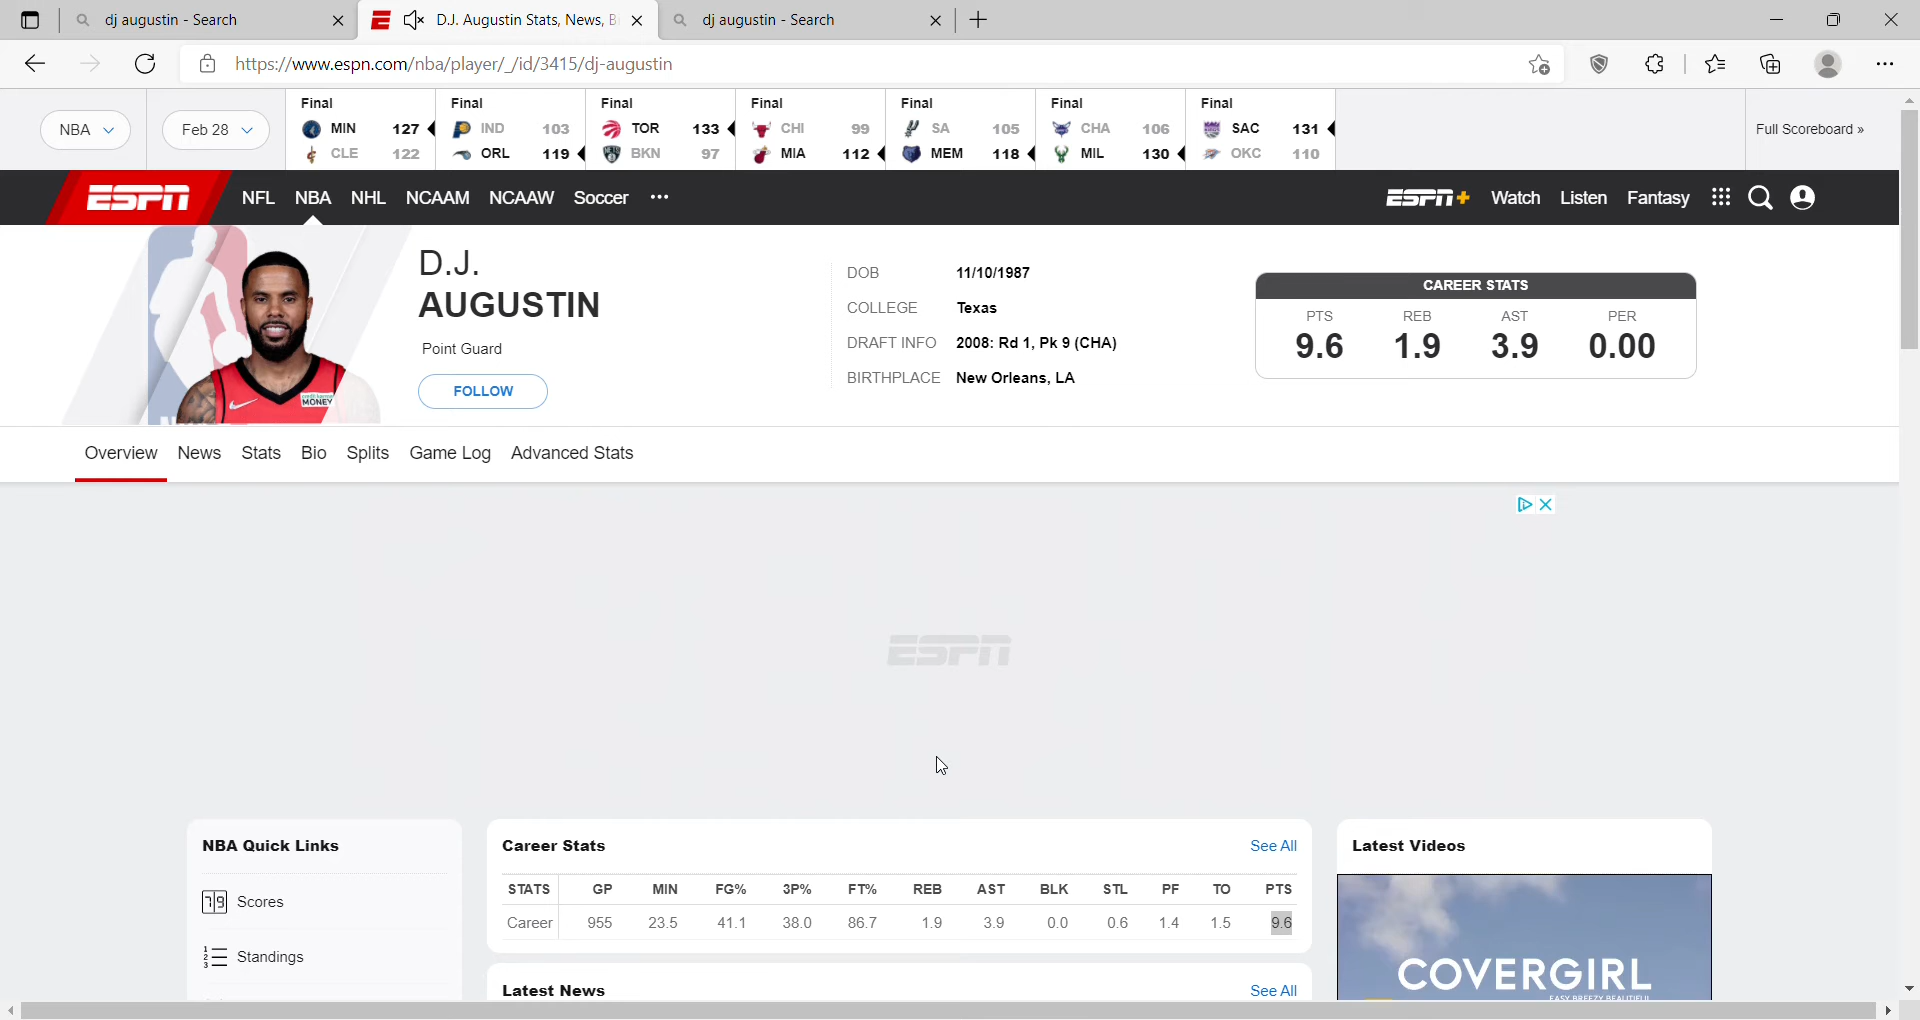 dj augustin - Search
D.J. Augustin Stats, News, B
dj augustin - Search
https://www.espn.com/nba/player/_/id/3415/dj-augustin
NBA
Feb 28
Final
MIN 127
CLE 122
Final
IND 103
ORL 119
Final
TOR 133
BKN 97
Final
CHI 99
MIA 112
Final
SA 105
MEM 118
Final
CHA 106
MIL 130
Final
SAC 131
OKC 110
Full Scoreboard »
ESPN NFL NBA NHL NCAAM NCAAW Soccer ••• ESPN+ Watch Listen Fantasy
D.J.
AUGUSTIN
Point Guard
FOLLOW
MONEY
DOB 11/10/1987
COLLEGE Texas
DRAFT INFO 2008: Rd 1, Pk 9 (CHA)
BIRTHPLACE New Orleans, LA
CAREER STATS
PTS REB AST PER
9.6 1.9 3.9 0.00
Overview News Stats Bio Splits Game Log Advanced Stats
ESPN
NBA Quick Links
Scores
Standings
Career Stats See All
STATS GP MIN FG% 3P% FT% REB AST BLK STL PF TO PTS
Career 955 23.5 41.1 38.0 86.7 1.9 3.9 0.0 0.6 1.4 1.5 9.6
Latest News See All
Latest Videos
COVERGIRL
EASY BREEZY BEAUTIFUL